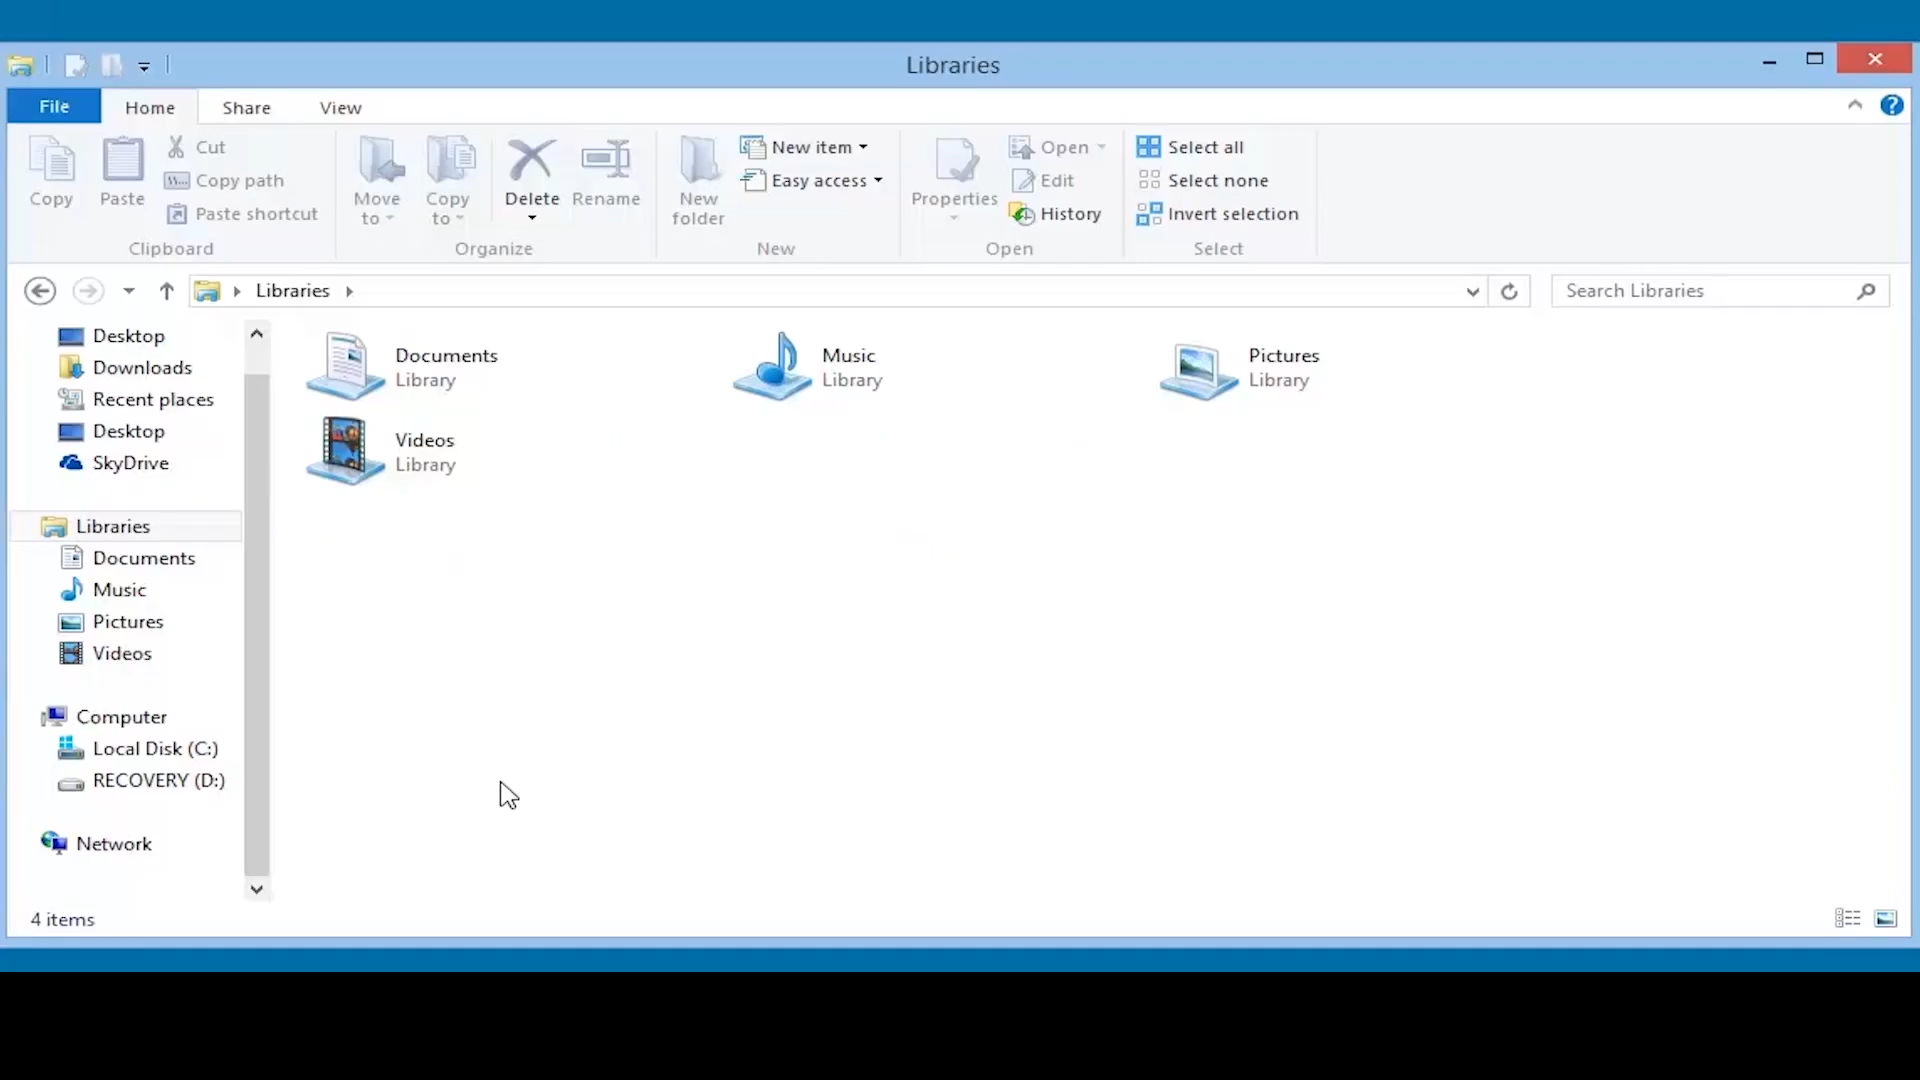 Libraries
File
Home
Share
View
Copy
Paste
Cut
Copy path
Paste shortcut
Clipboard
Move to
Copy to
Delete
Rename
Organize
New folder
New item
Easy access
New
Properties
Open
Edit
History
Open
Select all
Select none
Invert selection
Select
Libraries
Search Libraries
Desktop
Downloads
Recent places
Desktop
SkyDrive
Libraries
Documents
Music
Pictures
Videos
Computer
Local Disk (C:)
RECOVERY (D:)
Network
Documents
Library
Music
Library
Pictures
Library
Videos
Library
4 items